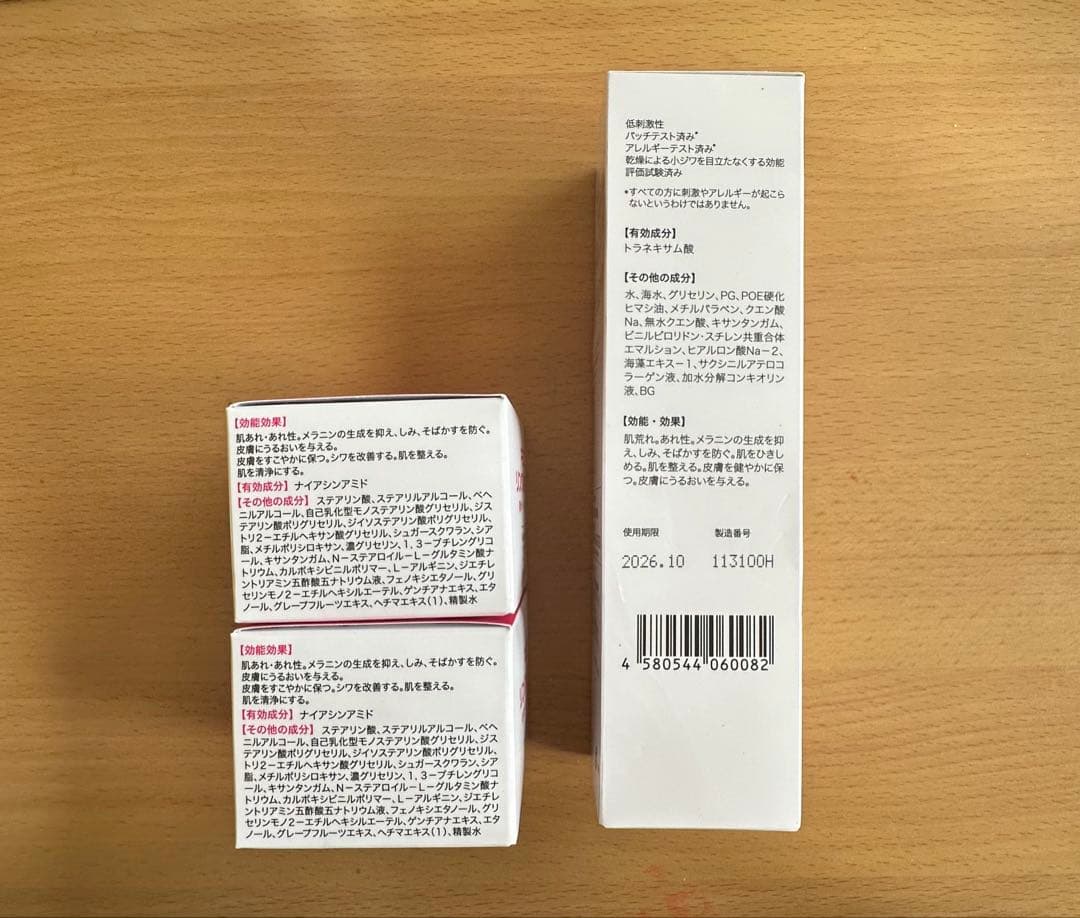 【効能効果】
肌あれ・あれ性。メラニンの生成を抑え、しみ、そばかすを防ぐ。
皮膚にうるおいを与える。
皮膚をすこやかに保つ。シワを改善する。肌を整える。
肌を清浄にする。
【有効成分】ナイアシンアミド
【その他の成分】ステアリン酸、ステアリルアルコール、ベヘ
ニルアルコール、自己乳化型モノステアリン酸グリセリル、ジス
テアリン酸ポリグリセリル、ジイソステアリン酸ポリグリセリル、
トリ2－エチルヘキサン酸グリセリル、シュガースクワラン、シア
脂、メチルポリシロキサン、濃グリセリン、1，3－ブチレングリコ
ール、キサンタンガム、N－ステアロイル－L－グルタミン酸ナ
トリウム、カルボキシビニルポリマー、L－アルギニン、ジエチレ
ントリアミン五酢酸五ナトリウム液、フェノキシエタノール、グリ
セリンモノ2－エチルヘキシルエーテル、ゲンチアナエキス、エタ
ノール、グレープフルーツエキス、ヘチマエキス(1)、精製水
【効能効果】
肌あれ・あれ性。メラニンの生成を抑え、しみ、そばかすを防ぐ。
皮膚にうるおいを与える。
皮膚をすこやかに保つ。シワを改善する。肌を整える。
肌を清浄にする。
【有効成分】ナイアシンアミド
【その他の成分】ステアリン酸、ステアリルアルコール、ベヘ
ニルアルコール、自己乳化型モノステアリン酸グリセリル、ジス
テアリン酸ポリグリセリル、ジイソステアリン酸ポリグリセリル、
トリ2－エチルヘキサン酸グリセリル、シュガースクワラン、シア
脂、メチルポリシロキサン、濃グリセリン、1，3－ブチレングリコ
ール、キサンタンガム、N－ステアロイル－L－グルタミン酸ナ
トリウム、カルボキシビニルポリマー、L－アルギニン、ジエチレ
ントリアミン五酢酸五ナトリウム液、フェノキシエタノール、グリ
セリンモノ2－エチルヘキシルエーテル、ゲンチアナエキス、エタ
ノール、グレープフルーツエキス、ヘチマエキス(1)、精製水
低刺激性
パッチテスト済み*
アレルギーテスト済み*
乾燥による小ジワを目立たなくする効能
評価試験済み
*すべての方に刺激やアレルギーが起こら
ないというわけではありません。
【有効成分】
トラネキサム酸
【その他の成分】
水、海水、グリセリン、PG、POE硬化
ヒマシ油、メチルパラベン、クエン酸
Na、無水クエン酸、キサンタンガム、
ビニルピロリドン・スチレン共重合体
エマルション、ヒアルロン酸Na－2、
海藻エキス－1、サクシニルアテロコ
ラーゲン液、加水分解コンキオリン
液、BG
【効能・効果】
肌荒れ。あれ性。メラニンの生成を抑
え、しみ、そばかすを防ぐ。肌をひきし
める。肌を整える。皮膚を健やかに保
つ。皮膚にうるおいを与える。
使用期限 製造番号
2026.10 113100H
4 580544 060082